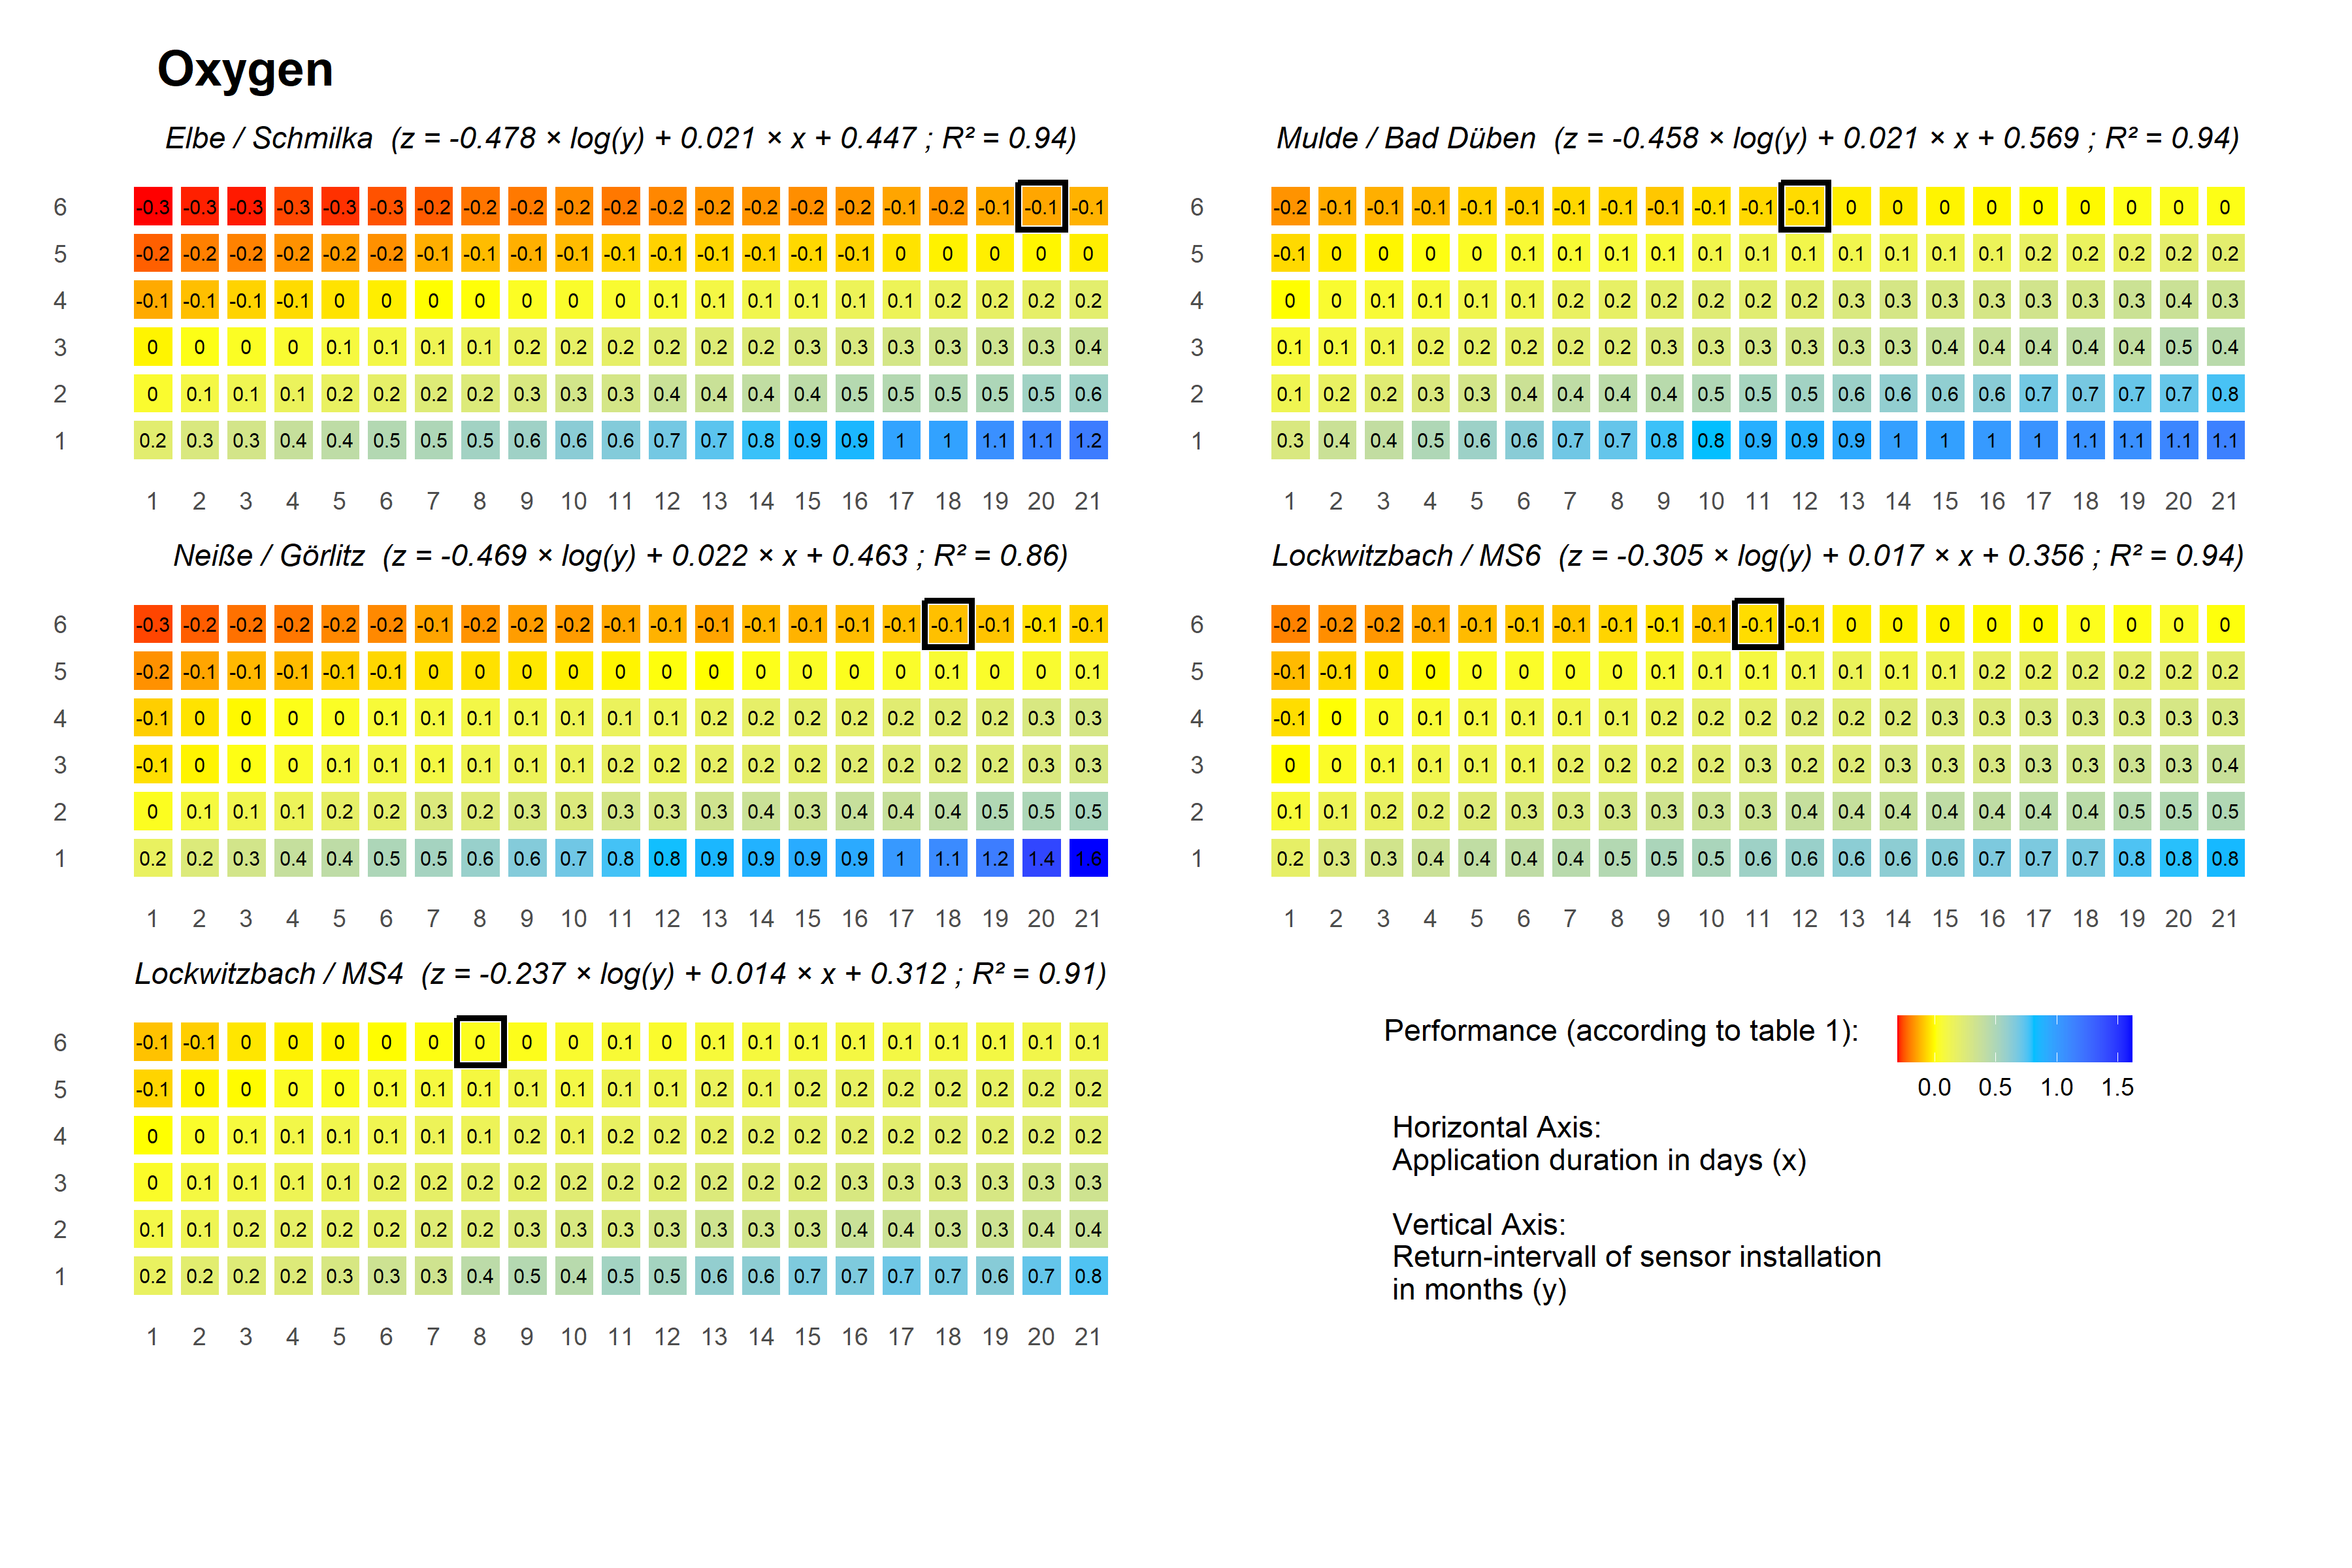 Oxygen
Elbe / Schmilka (z = -0.478 × log(y) + 0.021 × x + 0.447 ; R² = 0.94)
6 -0.3 -0.3 -0.3 -0.3 -0.3 -0.3 -0.2 -0.2 -0.2 -0.2 -0.2 -0.2 -0.2 -0.2 -0.2 -0.2 -0.1 -0.2 -0.1 -0.1 -0.1
5 -0.2 -0.2 -0.2 -0.2 -0.2 -0.2 -0.1 -0.1 -0.1 -0.1 -0.1 -0.1 -0.1 -0.1 -0.1 -0.1 0 0 0 0 0
4 -0.1 -0.1 -0.1 -0.1 0 0 0 0 0 0 0 0.1 0.1 0.1 0.1 0.1 0.1 0.2 0.2 0.2 0.2
3 0 0 0 0 0.1 0.1 0.1 0.1 0.2 0.2 0.2 0.2 0.2 0.2 0.3 0.3 0.3 0.3 0.3 0.3 0.4
2 0 0.1 0.1 0.1 0.2 0.2 0.2 0.2 0.3 0.3 0.3 0.4 0.4 0.4 0.4 0.5 0.5 0.5 0.5 0.5 0.6
1 0.2 0.3 0.3 0.4 0.4 0.5 0.5 0.5 0.6 0.6 0.6 0.7 0.7 0.8 0.9 0.9 1 1 1.1 1.1 1.2
1 2 3 4 5 6 7 8 9 10 11 12 13 14 15 16 17 18 19 20 21
Mulde / Bad Düben (z = -0.458 × log(y) + 0.021 × x + 0.569 ; R² = 0.94)
6 -0.2 -0.1 -0.1 -0.1 -0.1 -0.1 -0.1 -0.1 -0.1 -0.1 -0.1 -0.1 0 0 0 0 0 0 0 0 0
5 -0.1 0 0 0 0 0.1 0.1 0.1 0.1 0.1 0.1 0.1 0.1 0.1 0.1 0.1 0.2 0.2 0.2 0.2 0.2
4 0 0 0.1 0.1 0.1 0.1 0.2 0.2 0.2 0.2 0.2 0.2 0.3 0.3 0.3 0.3 0.3 0.3 0.3 0.4 0.3
3 0.1 0.1 0.1 0.2 0.2 0.2 0.2 0.2 0.3 0.3 0.3 0.3 0.3 0.3 0.4 0.4 0.4 0.4 0.4 0.5 0.4
2 0.1 0.2 0.2 0.3 0.3 0.4 0.4 0.4 0.4 0.5 0.5 0.5 0.6 0.6 0.6 0.6 0.7 0.7 0.7 0.7 0.8
1 0.3 0.4 0.4 0.5 0.6 0.6 0.7 0.7 0.8 0.8 0.9 0.9 0.9 1 1 1 1 1.1 1.1 1.1 1.1
1 2 3 4 5 6 7 8 9 10 11 12 13 14 15 16 17 18 19 20 21
Neiße / Görlitz (z = -0.469 × log(y) + 0.022 × x + 0.463 ; R² = 0.86)
6 -0.3 -0.2 -0.2 -0.2 -0.2 -0.2 -0.1 -0.2 -0.2 -0.2 -0.1 -0.1 -0.1 -0.1 -0.1 -0.1 -0.1 -0.1 -0.1 -0.1 -0.1
5 -0.2 -0.1 -0.1 -0.1 -0.1 -0.1 0 0 0 0 0 0 0 0 0 0 0 0.1 0 0 0.1
4 -0.1 0 0 0 0 0.1 0.1 0.1 0.1 0.1 0.1 0.1 0.2 0.2 0.2 0.2 0.2 0.2 0.2 0.3 0.3
3 -0.1 0 0 0 0.1 0.1 0.1 0.1 0.1 0.1 0.2 0.2 0.2 0.2 0.2 0.2 0.2 0.2 0.2 0.3 0.3
2 0 0.1 0.1 0.1 0.2 0.2 0.3 0.2 0.3 0.3 0.3 0.3 0.3 0.4 0.3 0.4 0.4 0.4 0.5 0.5 0.5
1 0.2 0.2 0.3 0.4 0.4 0.5 0.5 0.6 0.6 0.7 0.8 0.8 0.9 0.9 0.9 0.9 1 1.1 1.2 1.4 1.6
1 2 3 4 5 6 7 8 9 10 11 12 13 14 15 16 17 18 19 20 21
Lockwitzbach / MS6 (z = -0.305 × log(y) + 0.017 × x + 0.356 ; R² = 0.94)
6 -0.2 -0.2 -0.2 -0.1 -0.1 -0.1 -0.1 -0.1 -0.1 -0.1 -0.1 -0.1 0 0 0 0 0 0 0 0 0
5 -0.1 -0.1 0 0 0 0 0 0 0.1 0.1 0.1 0.1 0.1 0.1 0.1 0.2 0.2 0.2 0.2 0.2 0.2
4 -0.1 0 0 0.1 0.1 0.1 0.1 0.1 0.2 0.2 0.2 0.2 0.2 0.2 0.3 0.3 0.3 0.3 0.3 0.3 0.3
3 0 0 0.1 0.1 0.1 0.1 0.2 0.2 0.2 0.2 0.3 0.2 0.2 0.3 0.3 0.3 0.3 0.3 0.3 0.3 0.4
2 0.1 0.1 0.2 0.2 0.2 0.3 0.3 0.3 0.3 0.3 0.3 0.4 0.4 0.4 0.4 0.4 0.4 0.4 0.5 0.5 0.5
1 0.2 0.3 0.3 0.4 0.4 0.4 0.4 0.5 0.5 0.5 0.6 0.6 0.6 0.6 0.6 0.7 0.7 0.7 0.8 0.8 0.8
1 2 3 4 5 6 7 8 9 10 11 12 13 14 15 16 17 18 19 20 21
Lockwitzbach / MS4 (z = -0.237 × log(y) + 0.014 × x + 0.312 ; R² = 0.91)
6 -0.1 -0.1 0 0 0 0 0 0 0 0 0.1 0 0.1 0.1 0.1 0.1 0.1 0.1 0.1 0.1 0.1
5 -0.1 0 0 0 0 0.1 0.1 0.1 0.1 0.1 0.1 0.1 0.2 0.1 0.2 0.2 0.2 0.2 0.2 0.2 0.2
4 0 0 0.1 0.1 0.1 0.1 0.1 0.1 0.2 0.1 0.2 0.2 0.2 0.2 0.2 0.2 0.2 0.2 0.2 0.2 0.2
3 0 0.1 0.1 0.1 0.1 0.2 0.2 0.2 0.2 0.2 0.2 0.2 0.2 0.2 0.2 0.3 0.3 0.3 0.3 0.3 0.3
2 0.1 0.1 0.2 0.2 0.2 0.2 0.2 0.2 0.3 0.3 0.3 0.3 0.3 0.3 0.3 0.4 0.4 0.3 0.3 0.4 0.4
1 0.2 0.2 0.2 0.2 0.3 0.3 0.3 0.4 0.5 0.4 0.5 0.5 0.6 0.6 0.7 0.7 0.7 0.7 0.6 0.7 0.8
1 2 3 4 5 6 7 8 9 10 11 12 13 14 15 16 17 18 19 20 21
Performance (according to table 1):
0.0 0.5 1.0 1.5
Horizontal Axis:
Application duration in days (x)
Vertical Axis:
Return-intervall of sensor installation
in months (y)